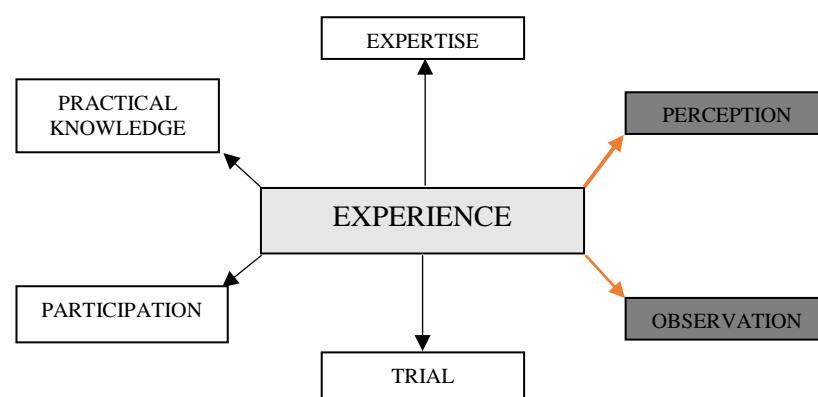 EXPERTISE
PRACTICAL
KNOWLEDGE
PERCEPTION
EXPERIENCE
PARTICIPATION
OBSERVATION
TRIAL